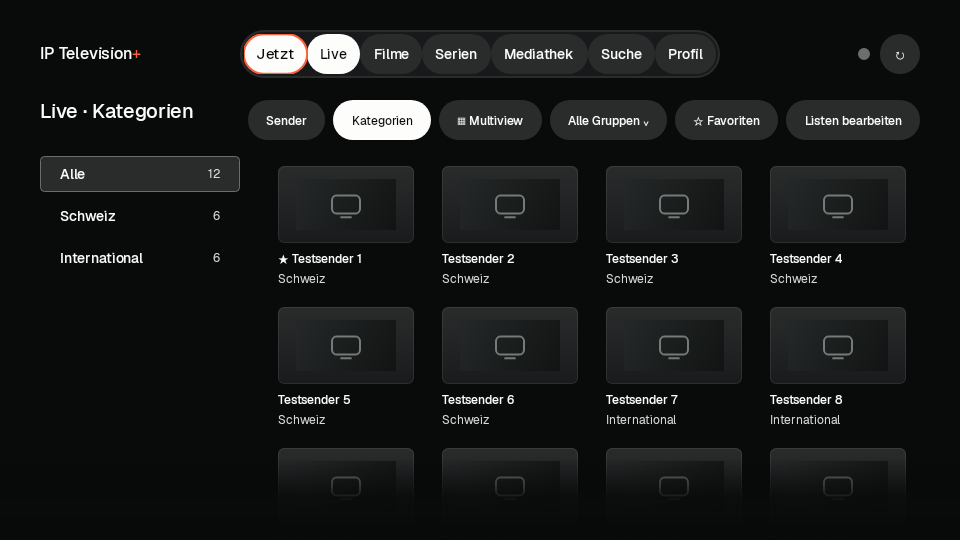 IP Television+
Jetzt Live Filme Serien Mediathek Suche Profil
↻
Live · Kategorien
Sender Kategorien ▦ Multiview Alle Gruppen ⌄ ☆ Favoriten Listen bearbeiten
Alle 12
Schweiz 6
International 6
★ Testsender 1
Schweiz
Testsender 2
Schweiz
Testsender 3
Schweiz
Testsender 4
Schweiz
Testsender 5
Schweiz
Testsender 6
Schweiz
Testsender 7
International
Testsender 8
International